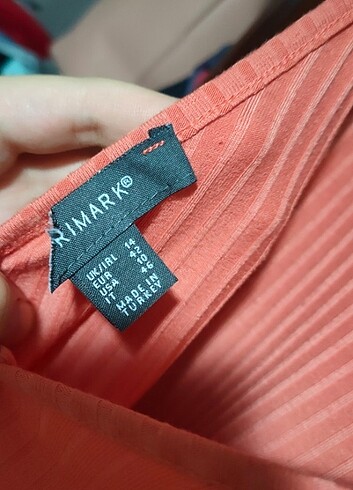 RIMARK®
UK/IRL 14
EUR 42
USA 10
IT 46
MADE IN
TURKEY